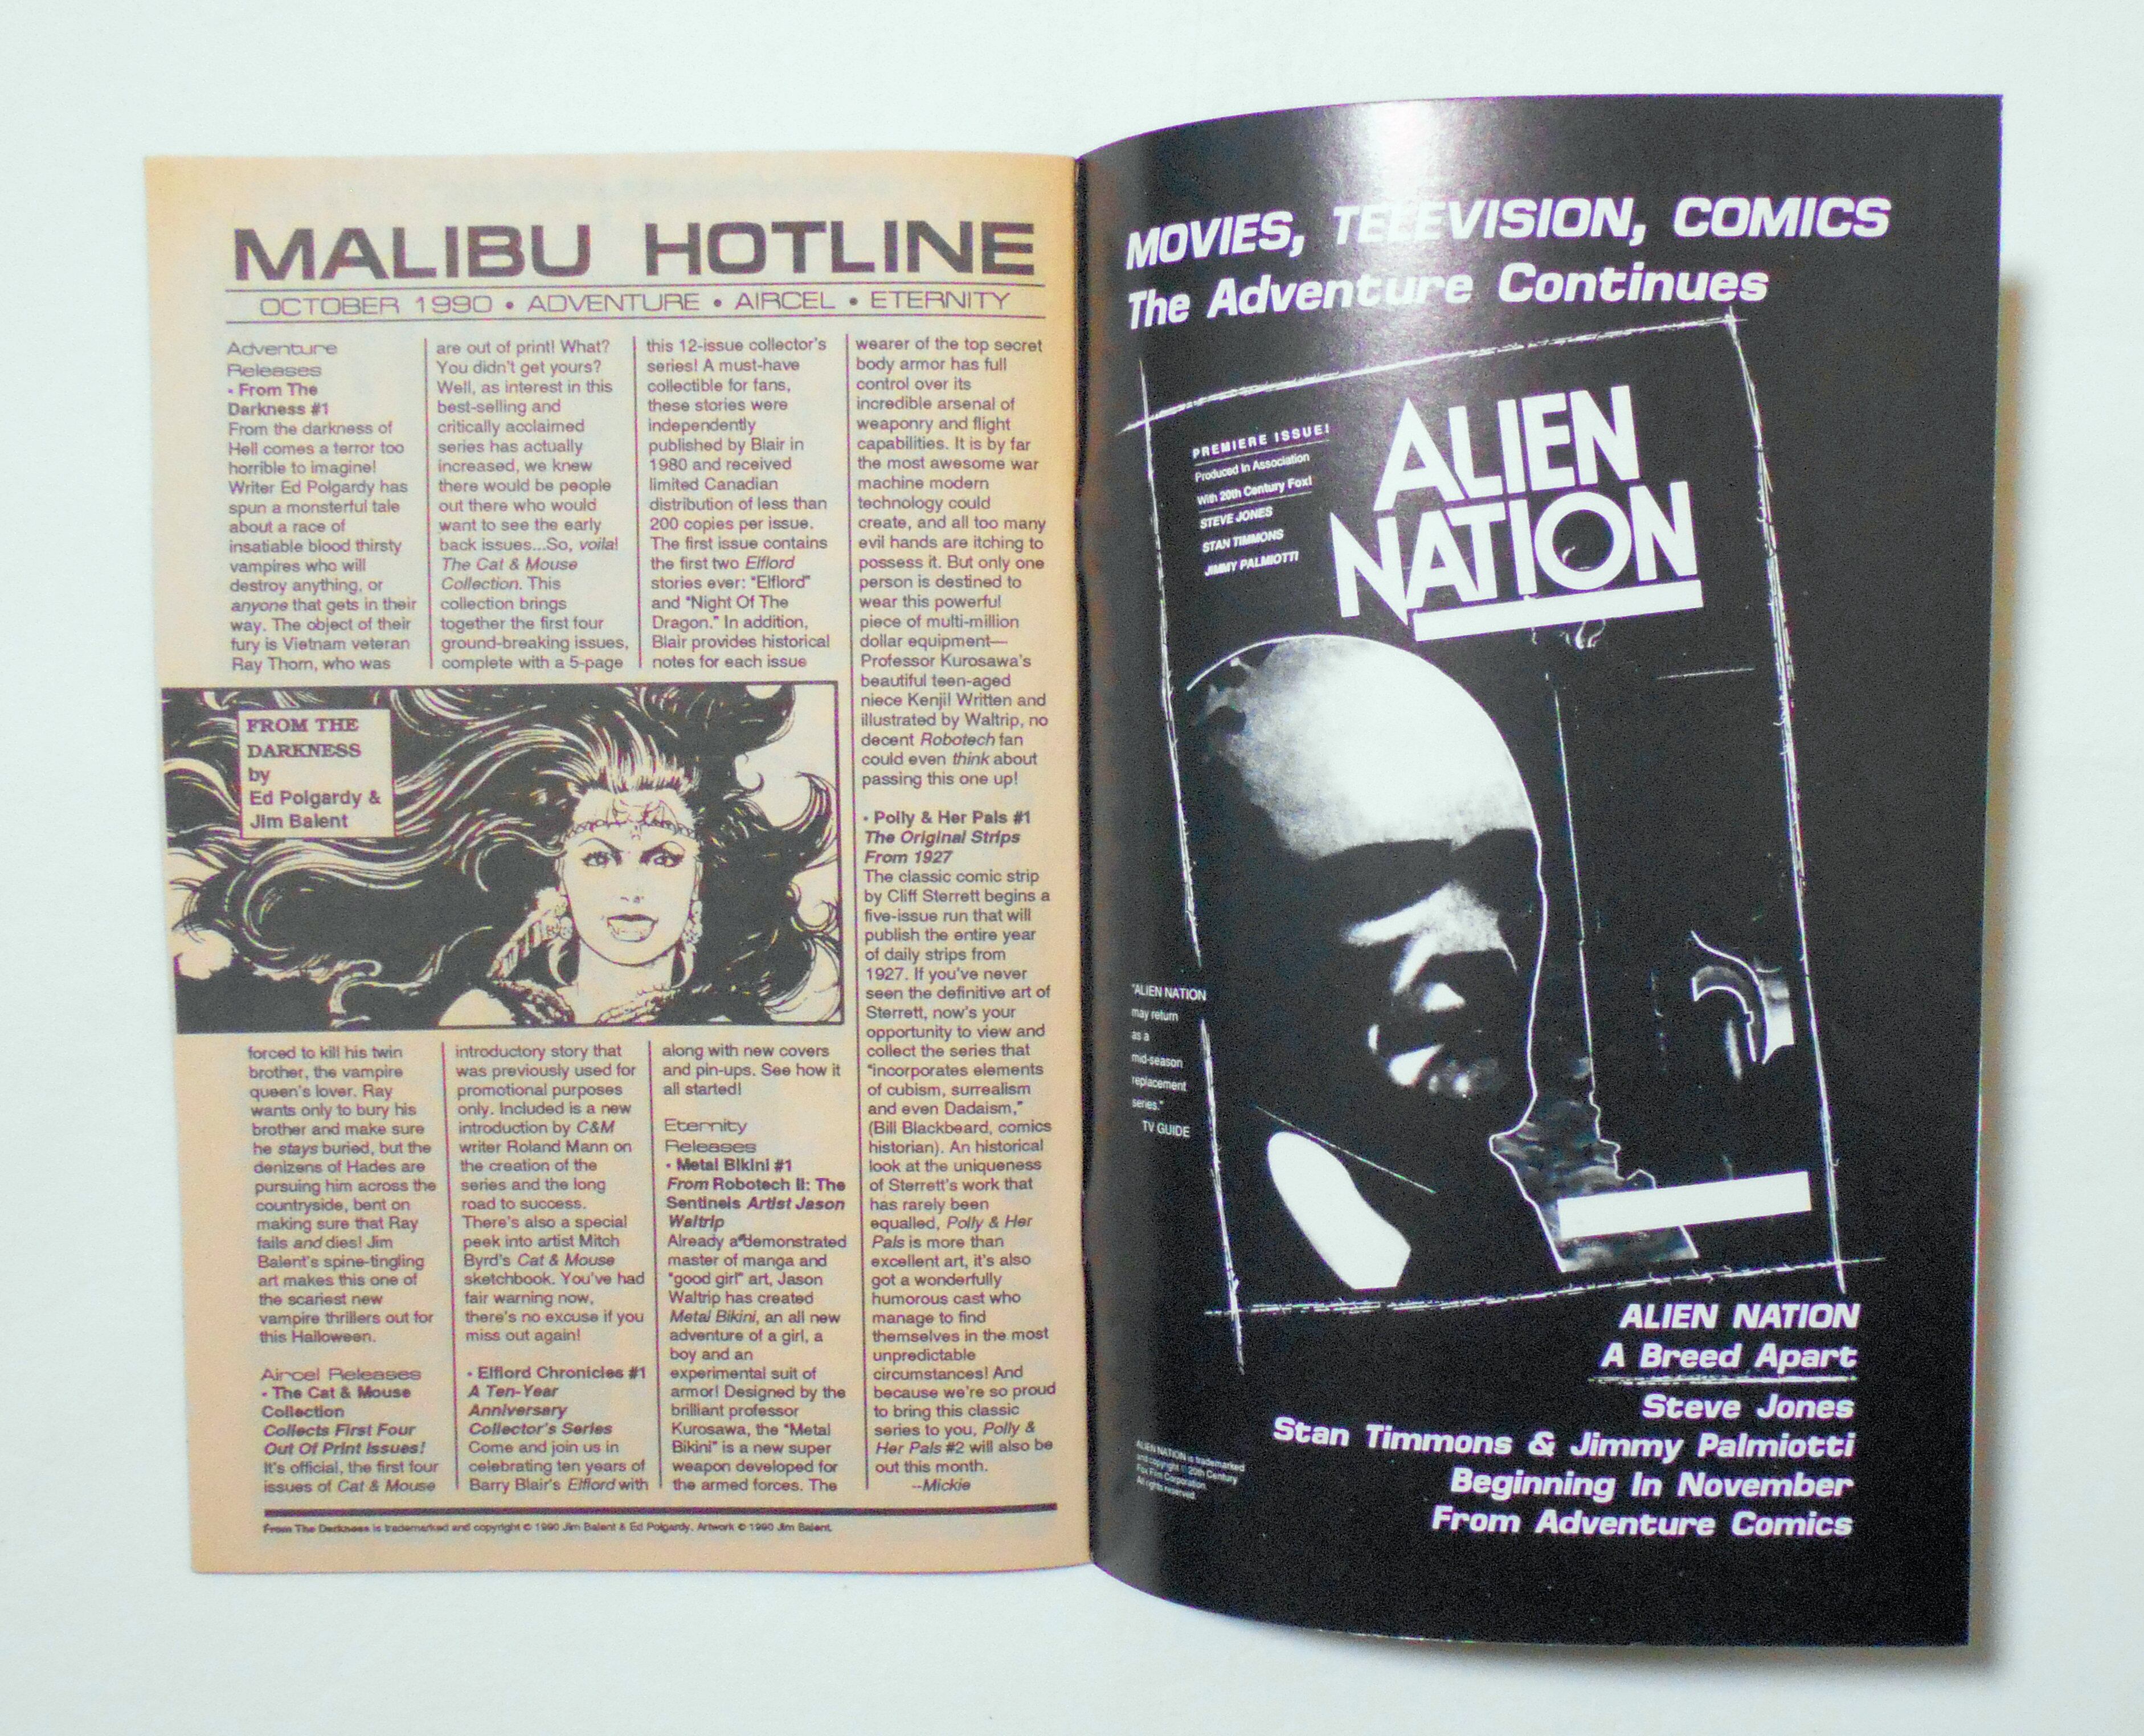 MALIBU HOTLINE
OCTOBER 1990 • ADVENTURE • AIRCEL • ETERNITY
Adventure
Releases
• From The
Darkness #1
From the darkness of
Hell comes a terror too
horrible to imagine!
Writer Ed Polgardy has
spun a monsterful tale
about a race of
insatiable blood thirsty
vampires who will
destroy anything, or
anyone that gets in their
way. The object of their
fury is Vietnam veteran
Ray Thorn, who was
FROM THE
DARKNESS
by
Ed Polgardy &
Jim Balent
forced to kill his twin
brother, the vampire
queen's lover. Ray
wants only to bury his
brother and make sure
he stays buried, but the
denizens of Hades are
pursuing him across the
countryside, bent on
making sure that Ray
fails and dies! Jim
Balent's spine-tingling
art makes this one of
the scariest new
vampire thrillers out for
this Halloween.
Aircel Releases
• The Cat & Mouse
Collection
Collects First Four
Out Of Print Issues!
It's official, the first four
issues of Cat & Mouse
are out of print! What?
You didn't get yours?
Well, as interest in this
best-selling and
critically acclaimed
series has actually
increased, we knew
there would be people
out there who would
want to see the early
back issues...So, voila!
The Cat & Mouse
Collection. This
collection brings
together the first four
ground-breaking issues,
complete with a 5-page
introductory story that
was previously used for
promotional purposes
only. Included is a new
introduction by C&M
writer Roland Mann on
the creation of the
series and the long
road to success.
There's also a special
peek into artist Mitch
Byrd's Cat & Mouse
sketchbook. You've had
fair warning now,
there's no excuse if you
miss out again!
• Elflord Chronicles #1
A Ten-Year
Anniversary
Collector's Series
Come and join us in
celebrating ten years of
Barry Blair's Elflord with
this 12-issue collector's
series! A must-have
collectible for fans,
these stories were
independently
published by Blair in
1980 and received
limited Canadian
distribution of less than
200 copies per issue.
The first issue contains
the first two Elflord
stories ever: "Elflord"
and "Night Of The
Dragon." In addition,
Blair provides historical
notes for each issue
along with new covers
and pin-ups. See how it
all started!
Eternity
Releases
• Metal Bikini #1
From Robotech II: The
Sentinels Artist Jason
Waltrip
Already a demonstrated
master of manga and
"good girl" art, Jason
Waltrip has created
Metal Bikini, an all new
adventure of a girl, a
boy and an
experimental suit of
armor! Designed by the
brilliant professor
Kurosawa, the "Metal
Bikini" is a new super
weapon developed for
the armed forces. The
wearer of the top secret
body armor has full
control over its
incredible arsenal of
weaponry and flight
capabilities. It is by far
the most awesome war
machine modern
technology could
create, and all too many
evil hands are itching to
possess it. But only one
person is destined to
wear this powerful
piece of multi-million
dollar equipment—
Professor Kurosawa's
beautiful teen-aged
niece Kenji! Written and
illustrated by Waltrip, no
decent Robotech fan
could even think about
passing this one up!
• Polly & Her Pals #1
The Original Strips
From 1927
The classic comic strip
by Cliff Sterrett begins a
five-issue run that will
publish the entire year
of daily strips from
1927. If you've never
seen the definitive art of
Sterrett, now's your
opportunity to view and
collect the series that
"incorporates elements
of cubism, surrealism
and even Dadaism,"
(Bill Blackbeard, comics
historian). An historical
look at the uniqueness
of Sterrett's work that
has rarely been
equalled, Polly & Her
Pals is more than
excellent art, it's also
got a wonderfully
humorous cast who
manage to find
themselves in the most
unpredictable
circumstances! And
because we're so proud
to bring this classic
series to you, Polly &
Her Pals #2 will also be
out this month.
--Mickie
From The Darkness is trademarked and copyright © 1990 Jim Balent & Ed Polgardy. Artwork © 1990 Jim Balent.
MOVIES, TELEVISION, COMICS
The Adventure Continues
PREMIERE ISSUE!
Produced In Association
With 20th Century Fox!
STEVE JONES
STAN TIMMONS
JIMMY PALMIOTTI
ALIEN
NATION
"ALIEN NATION
may return
as a
mid-season
replacement
series."
TV GUIDE
ALIEN NATION is trademarked
and copyright © 20th Century
Fox Film Corporation.
All rights reserved.
ALIEN NATION
A Breed Apart
Steve Jones
Stan Timmons & Jimmy Palmiotti
Beginning In November
From Adventure Comics